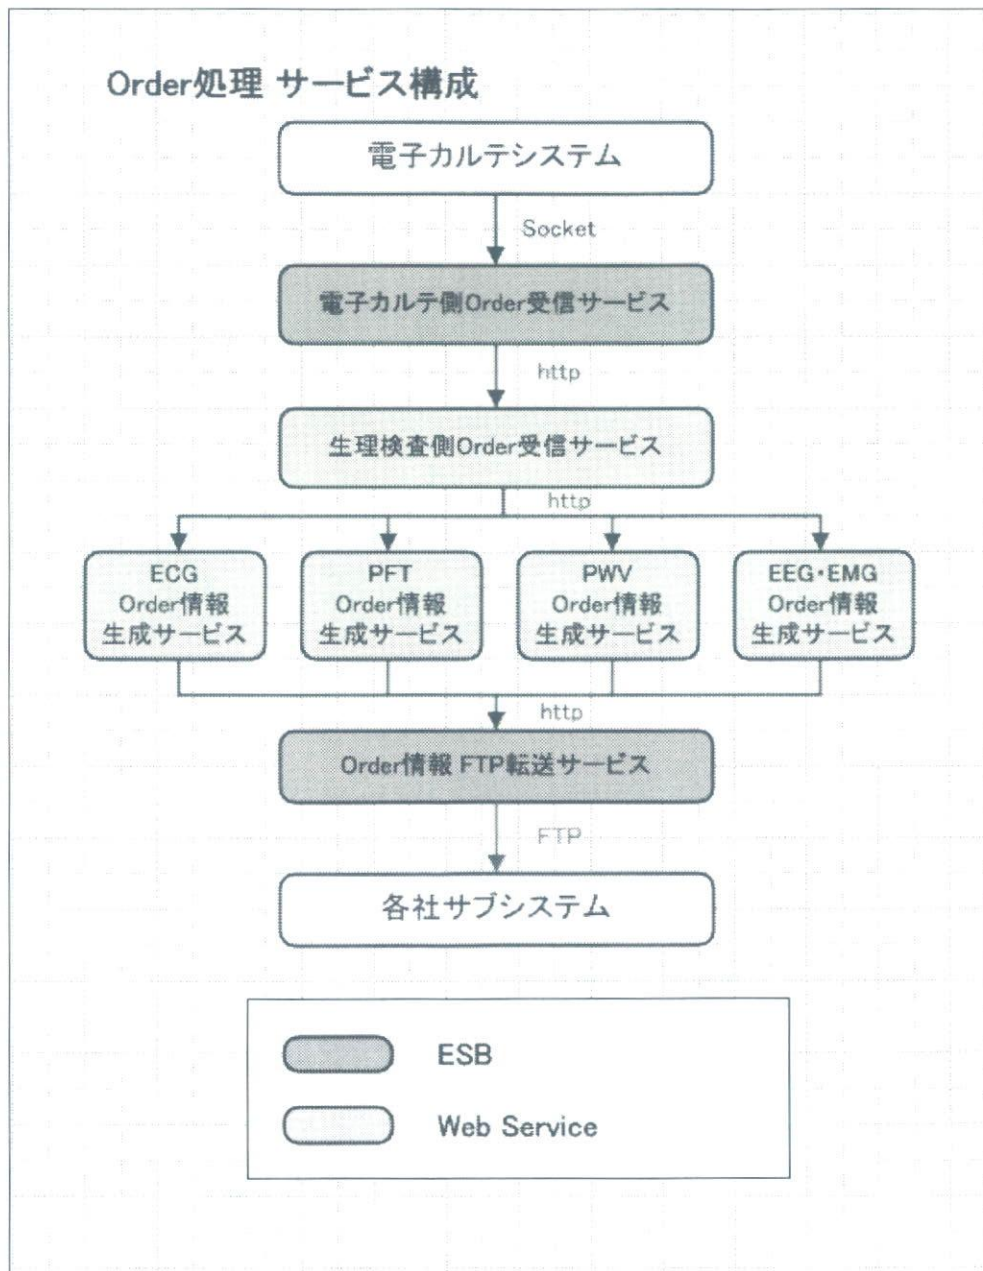 Order処理 サービス構成
電子カルテシステム
Socket
電子カルテ側Order受信サービス
http
生理検査側Order受信サービス
http
ECG
Order情報
生成サービス
PFT
Order情報
生成サービス
PWV
Order情報
生成サービス
EEG・EMG
Order情報
生成サービス
http
Order情報 FTP転送サービス
FTP
各社サブシステム
ESB
Web Service